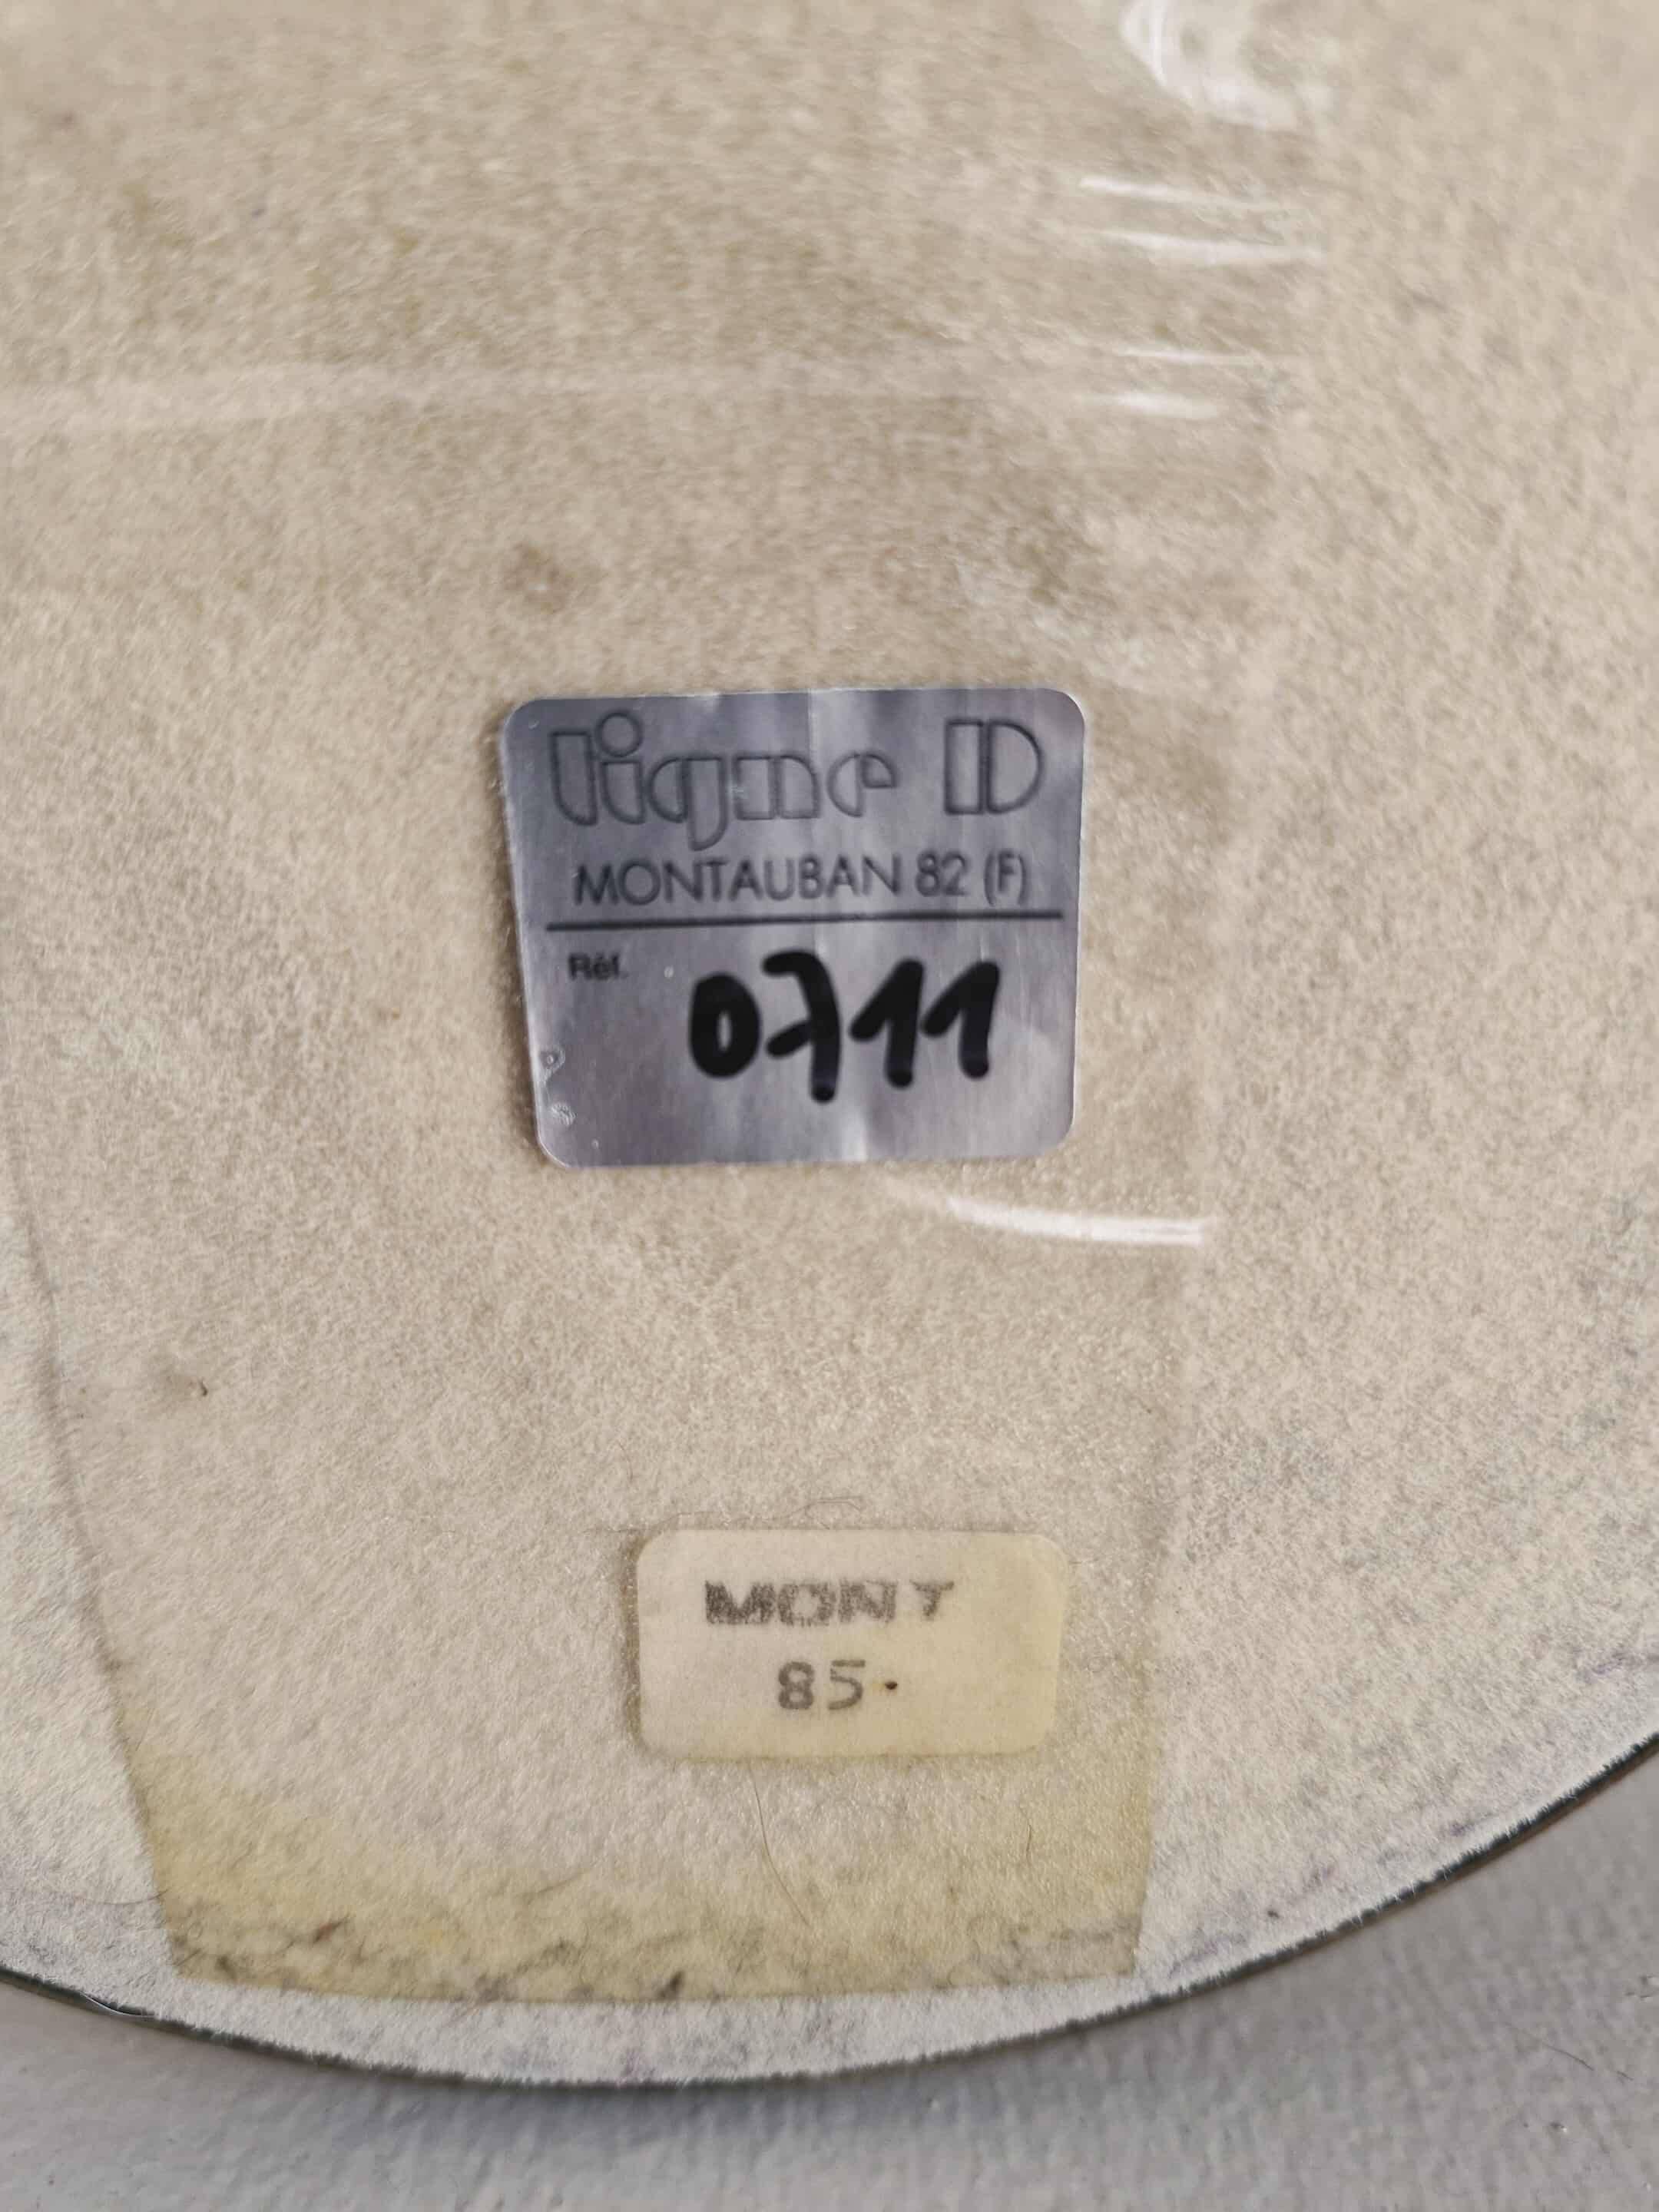 ligne D
MONTAUBAN 82 (F)
Réf. 0711
MONT
85.